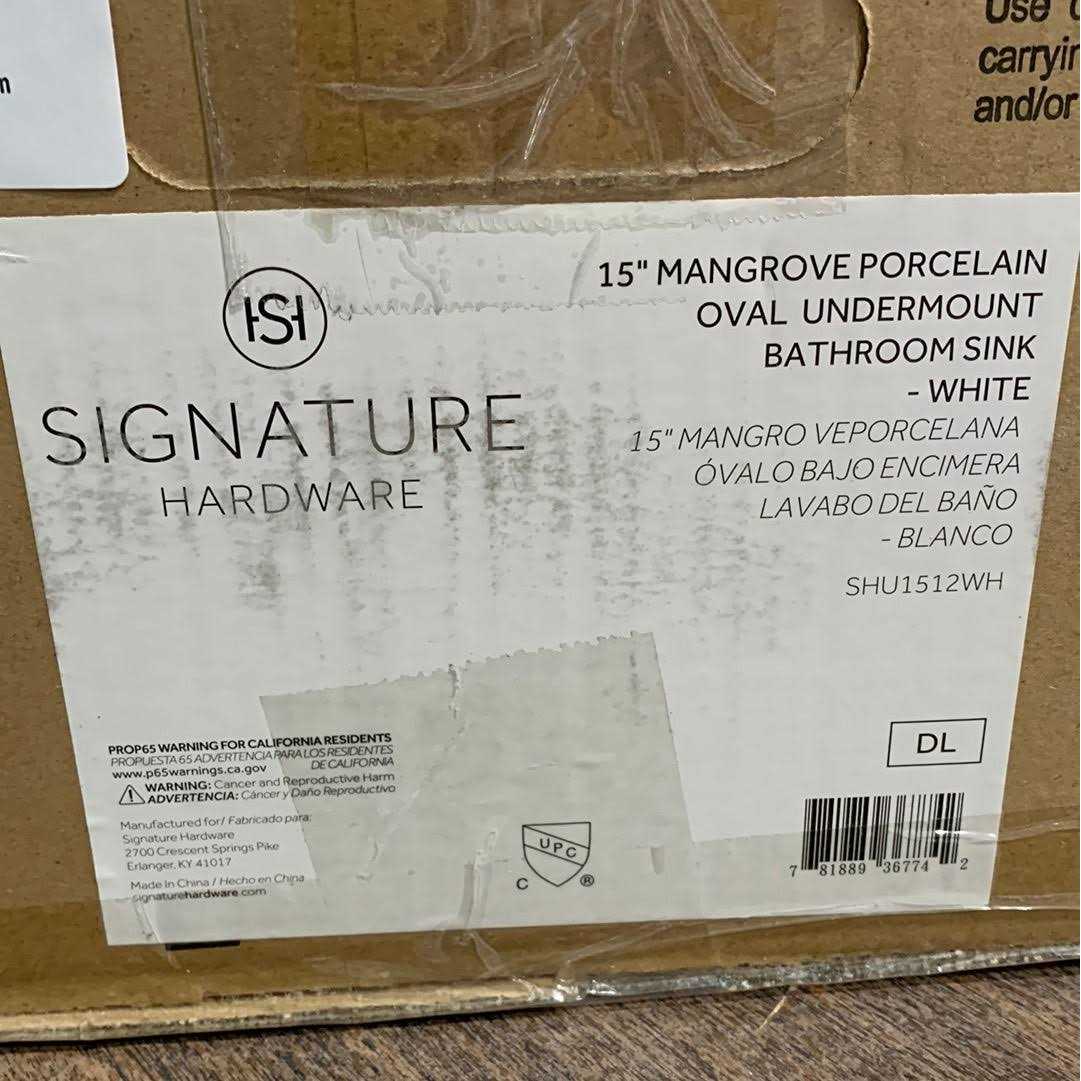 m
Use
carryin
and/or
HSH
SIGNATURE
HARDWARE
15" MANGROVE PORCELAIN
OVAL UNDERMOUNT
BATHROOM SINK
- WHITE
15" MANGRO VEPORCELANA
ÓVALO BAJO ENCIMERA
LAVABO DEL BAÑO
- BLANCO
SHU1512WH
PROP65 WARNING FOR CALIFORNIA RESIDENTS
PROPUESTA 65 ADVERTENCIA PARA LOS RESIDENTES
DE CALIFORNIA
www.p65warnings.ca.gov
WARNING: Cancer and Reproductive Harm
ADVERTENCIA: Cáncer y Daño Reproductivo
Manufactured for/ Fabricado para:
Signature Hardware
2700 Crescent Springs Pike
Erlanger, KY 41017
Made In China / Hecho en China
signaturehardware.com
UPC
C ®
DL
7 81889 36774 2